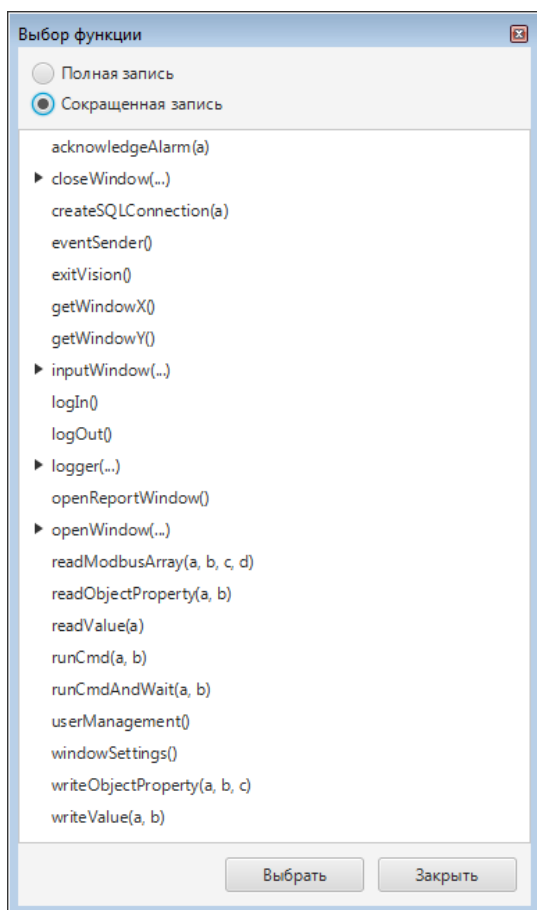 Выбор функции
Полная запись
Сокращенная запись
acknowledgeAlarm(a)
closeWindow(...)
createSQLConnection(a)
eventSender()
exitVision()
getWindowX()
getWindowY()
inputWindow(...)
logIn()
logOut()
logger(...)
openReportWindow()
openWindow(...)
readModbusArray(a, b, c, d)
readObjectProperty(a, b)
readValue(a)
runCmd(a, b)
runCmdAndWait(a, b)
userManagement()
windowSettings()
writeObjectProperty(a, b, c)
writeValue(a, b)
Выбрать Закрыть